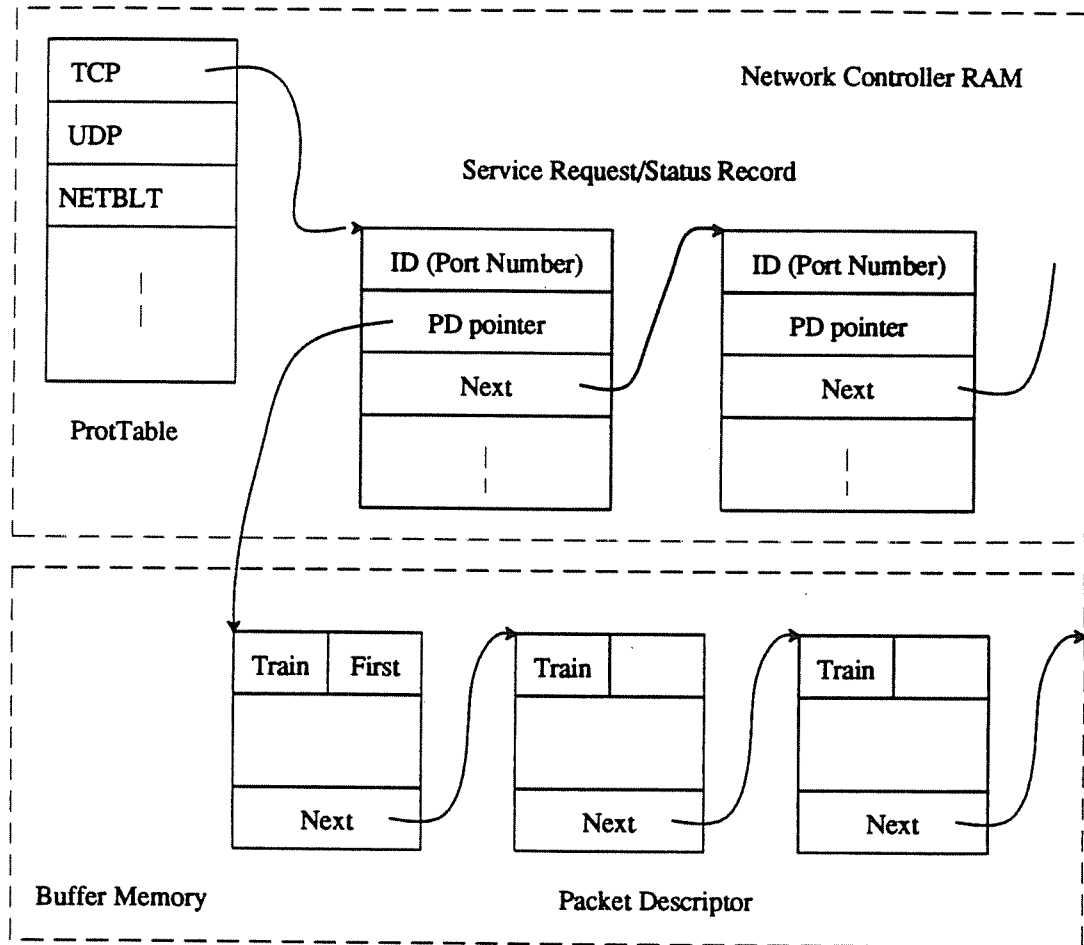 TCP
UDP
NETBLT
ProtTable
Network Controller RAM
Service Request/Status Record
ID (Port Number)
PD pointer
Next
ID (Port Number)
PD pointer
Next
Train First
Next
Train
Next
Train
Next
Buffer Memory
Packet Descriptor